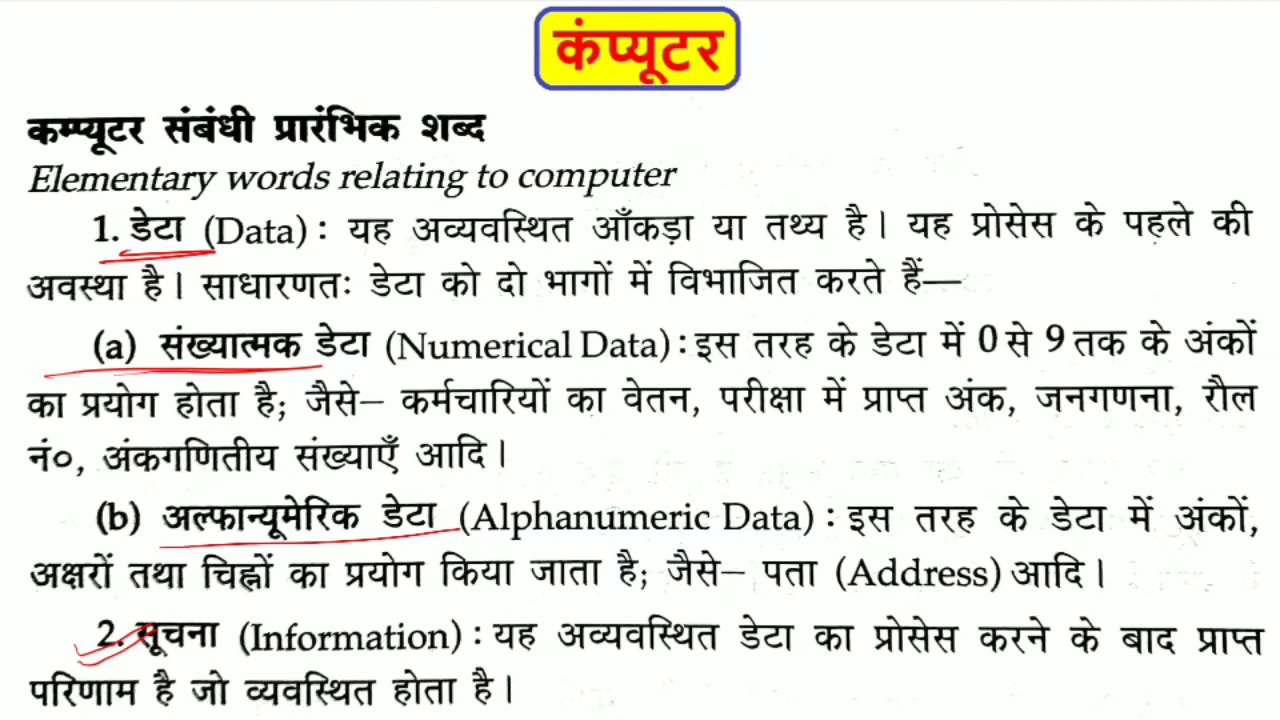 कंप्यूटर
कम्प्यूटर संबंधी प्रारंभिक शब्द
Elementary words relating to computer
1. डेटा (Data) : यह अव्यवस्थित आँकड़ा या तथ्य है। यह प्रोसेस के पहले की
अवस्था है। साधारणतः डेटा को दो भागों में विभाजित करते हैं—
(a) संख्यात्मक डेटा (Numerical Data) : इस तरह के डेटा में 0 से 9 तक के अंकों
का प्रयोग होता है; जैसे– कर्मचारियों का वेतन, परीक्षा में प्राप्त अंक, जनगणना, रौल
नं०, अंकगणितीय संख्याएँ आदि।
(b) अल्फान्यूमेरिक डेटा (Alphanumeric Data) : इस तरह के डेटा में अंकों,
अक्षरों तथा चिह्नों का प्रयोग किया जाता है; जैसे– पता (Address) आदि।
2. सूचना (Information) : यह अव्यवस्थित डेटा का प्रोसेस करने के बाद प्राप्त
परिणाम है जो व्यवस्थित होता है।